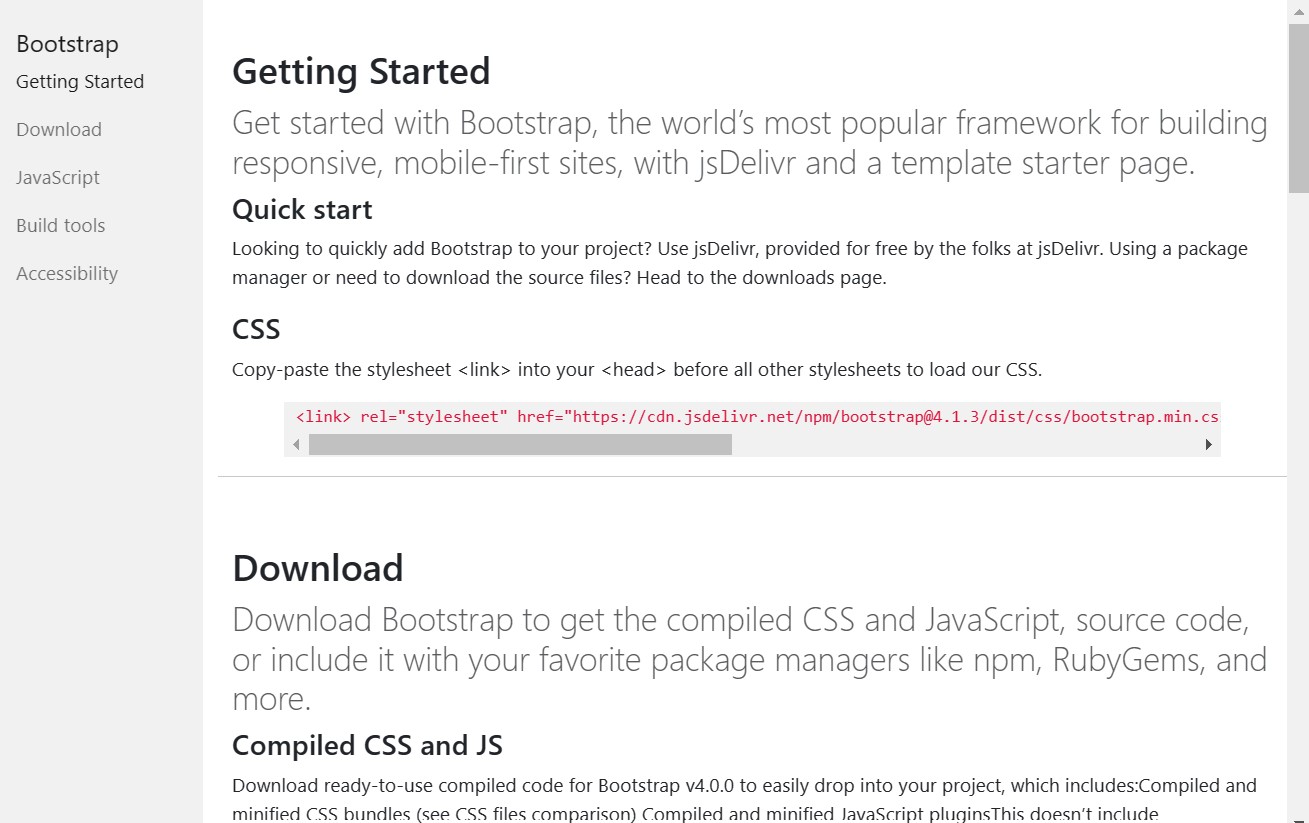 Bootstrap
Getting Started
Download
JavaScript
Build tools
Accessibility
Getting Started
Get started with Bootstrap, the world’s most popular framework for building
responsive, mobile-first sites, with jsDelivr and a template starter page.
Quick start
Looking to quickly add Bootstrap to your project? Use jsDelivr, provided for free by the folks at jsDelivr. Using a package
manager or need to download the source files? Head to the downloads page.
CSS
Copy-paste the stylesheet <link> into your <head> before all other stylesheets to load our CSS.
<link> rel="stylesheet" href="https://cdn.jsdelivr.net/npm/bootstrap@4.1.3/dist/css/bootstrap.min.cs
Download
Download Bootstrap to get the compiled CSS and JavaScript, source code,
or include it with your favorite package managers like npm, RubyGems, and
more.
Compiled CSS and JS
Download ready-to-use compiled code for Bootstrap v4.0.0 to easily drop into your project, which includes:Compiled and
minified CSS bundles (see CSS files comparison) Compiled and minified JavaScript pluginsThis doesn’t include